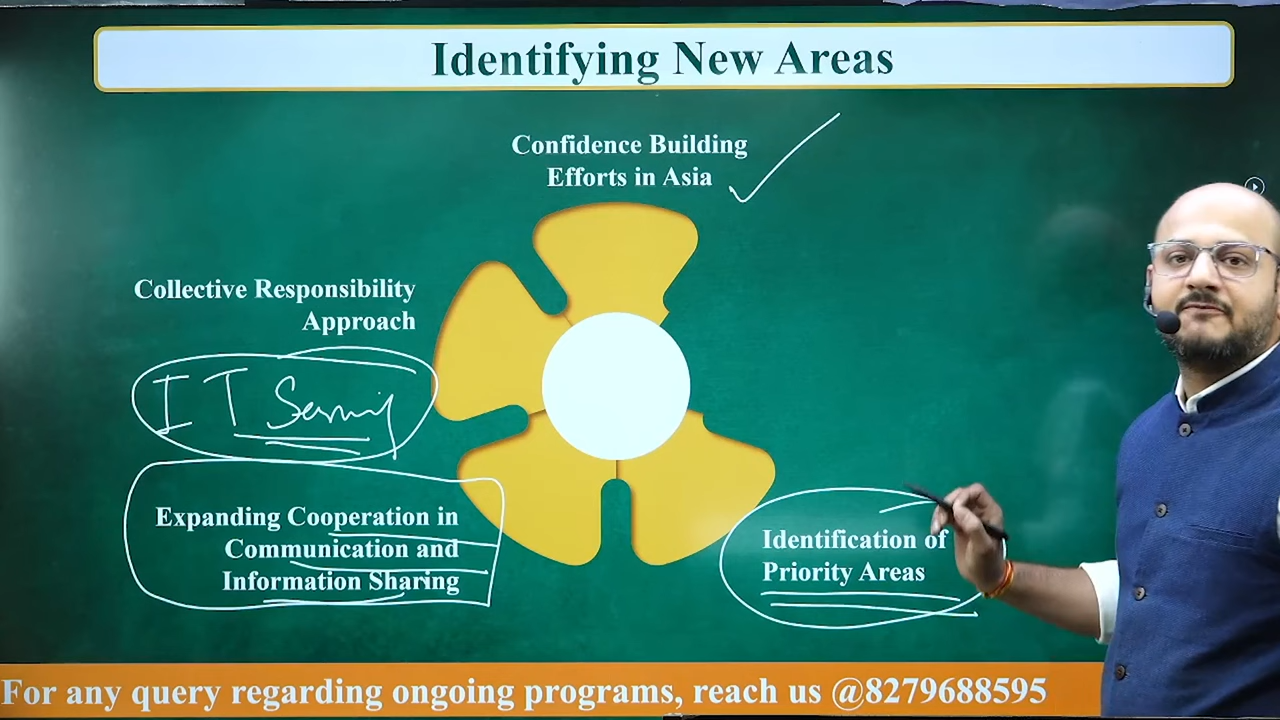 Identifying New Areas
Confidence Building
Efforts in Asia
Collective Responsibility
Approach
IT
Expanding Cooperation in
Communication and
Information Sharing
Identification of
Priority Areas
For any query regarding ongoing programs, reach us @8279688595